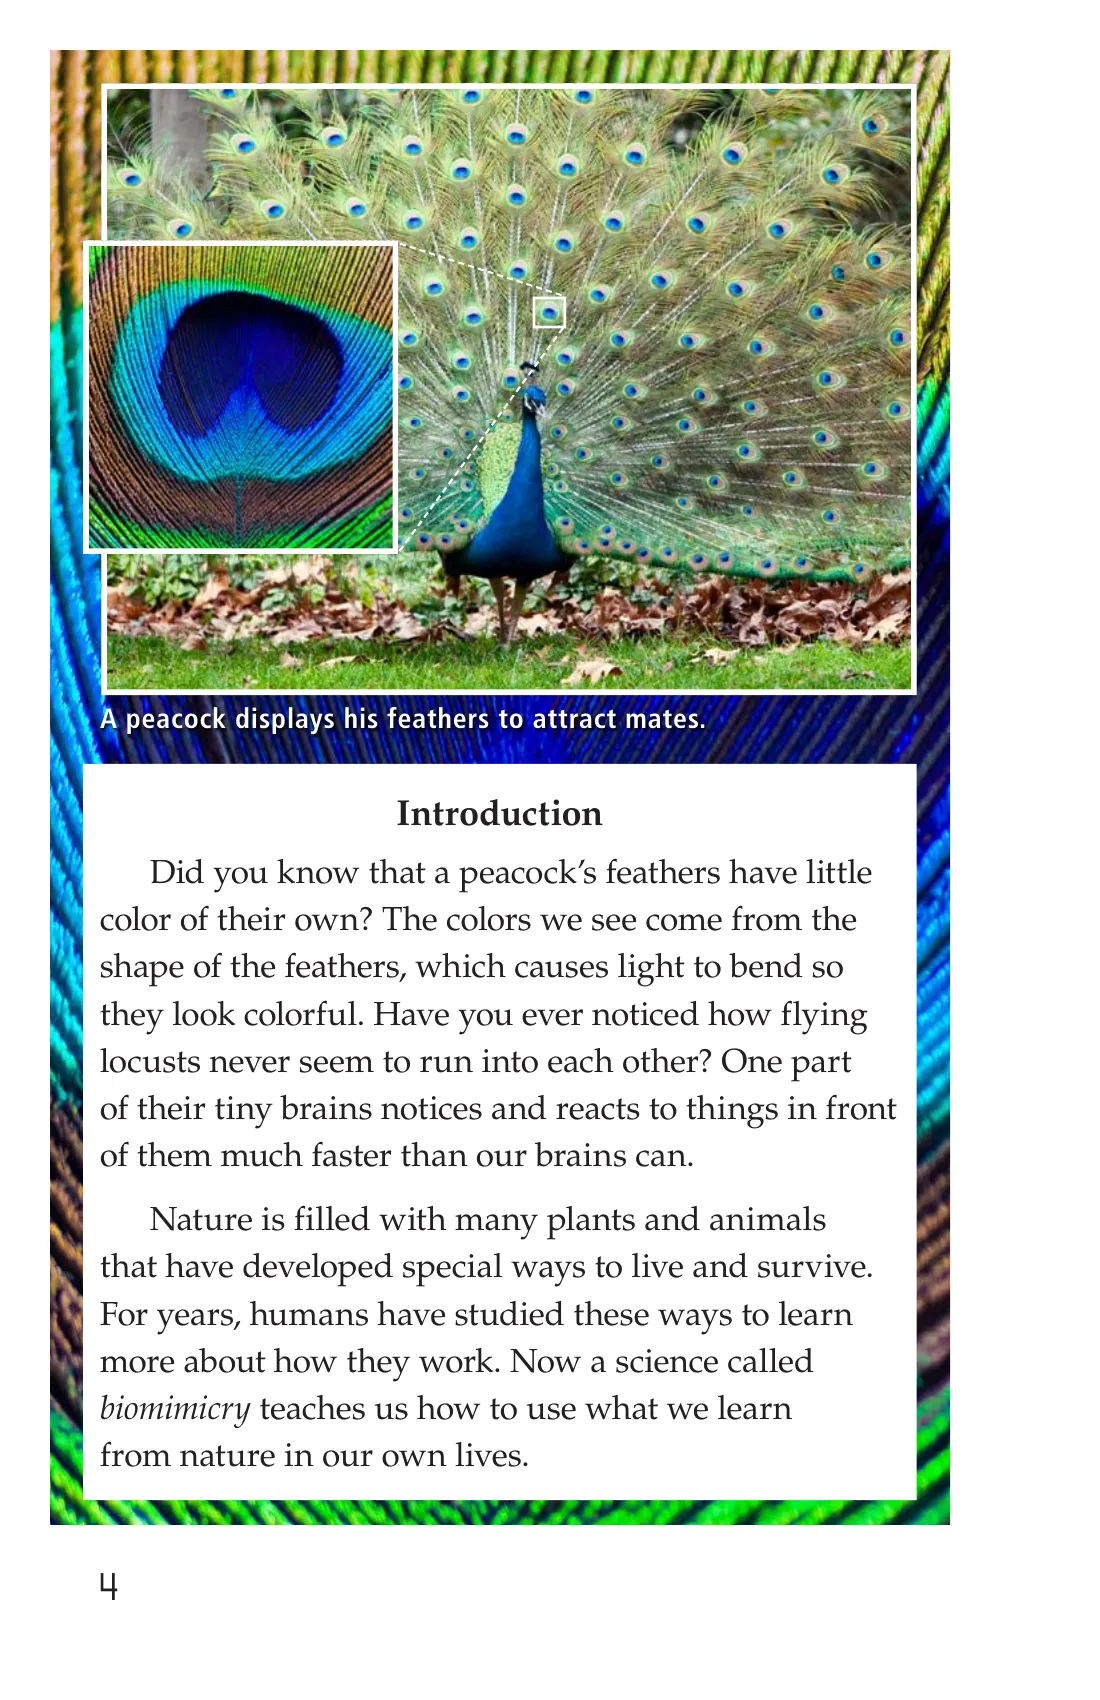 A peacock displays his feathers to attract mates.
Introduction
Did you know that a peacock’s feathers have little
color of their own? The colors we see come from the
shape of the feathers, which causes light to bend so
they look colorful. Have you ever noticed how flying
locusts never seem to run into each other? One part
of their tiny brains notices and reacts to things in front
of them much faster than our brains can.
Nature is filled with many plants and animals
that have developed special ways to live and survive.
For years, humans have studied these ways to learn
more about how they work. Now a science called
biomimicry teaches us how to use what we learn
from nature in our own lives.
4